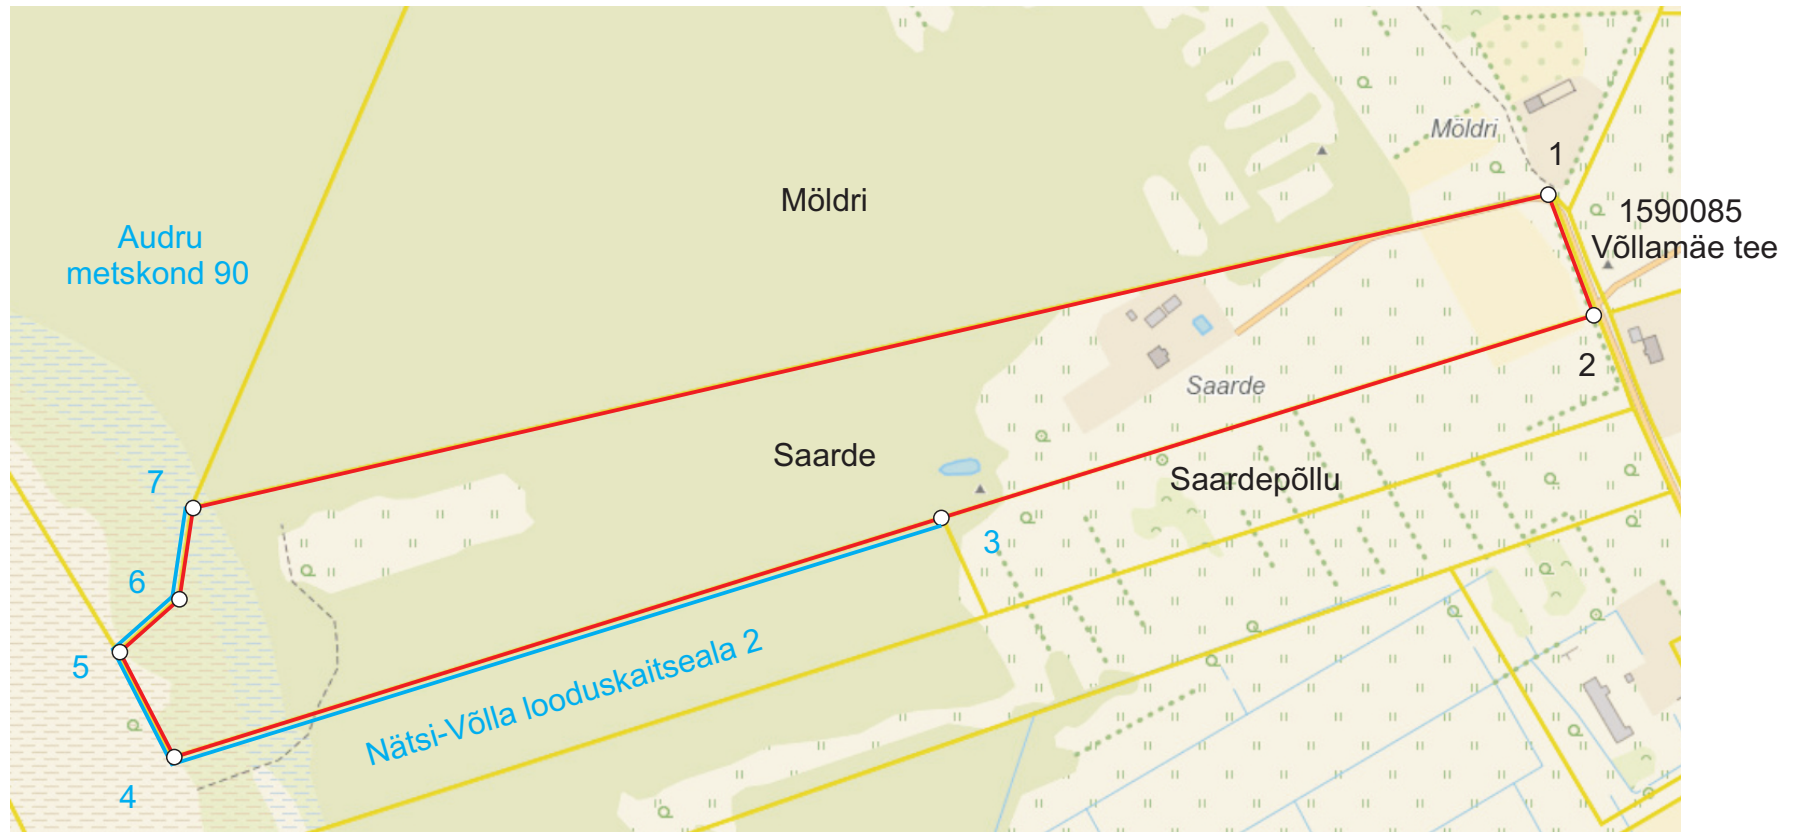 Möldri
1
Möldri
1590085
Võllamäe tee
Audru
metskond 90
2
Saarde
Saarde
Saardepõllu
7
3
6
5
Nätsi-Võlla looduskaitseala 2
4